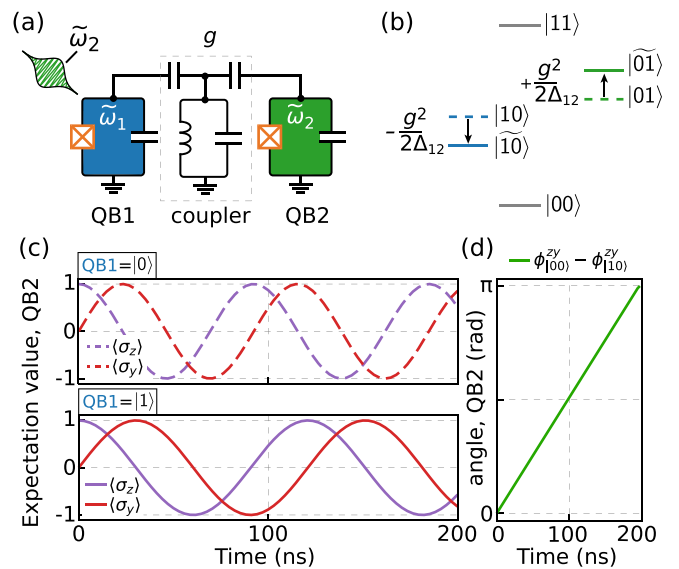 (a)
g
ω̃₂
ω̃₁
ω̃₂
QB1
coupler
QB2
(b)
|11⟩
+g²/2Δ₁₂
|01⟩~
|01⟩
-g²/2Δ₁₂
|10⟩
|10⟩~
|00⟩
(c)
Expectation value, QB2
QB1=|0⟩
1
0
-1
⟨σz⟩
⟨σy⟩
QB1=|1⟩
1
0
-1
⟨σz⟩
⟨σy⟩
0
100
200
Time (ns)
(d)
ϕ^{zy}_{|00⟩} − ϕ^{zy}_{|10⟩}
angle, QB2 (rad)
π
0
0
100
200
Time (ns)